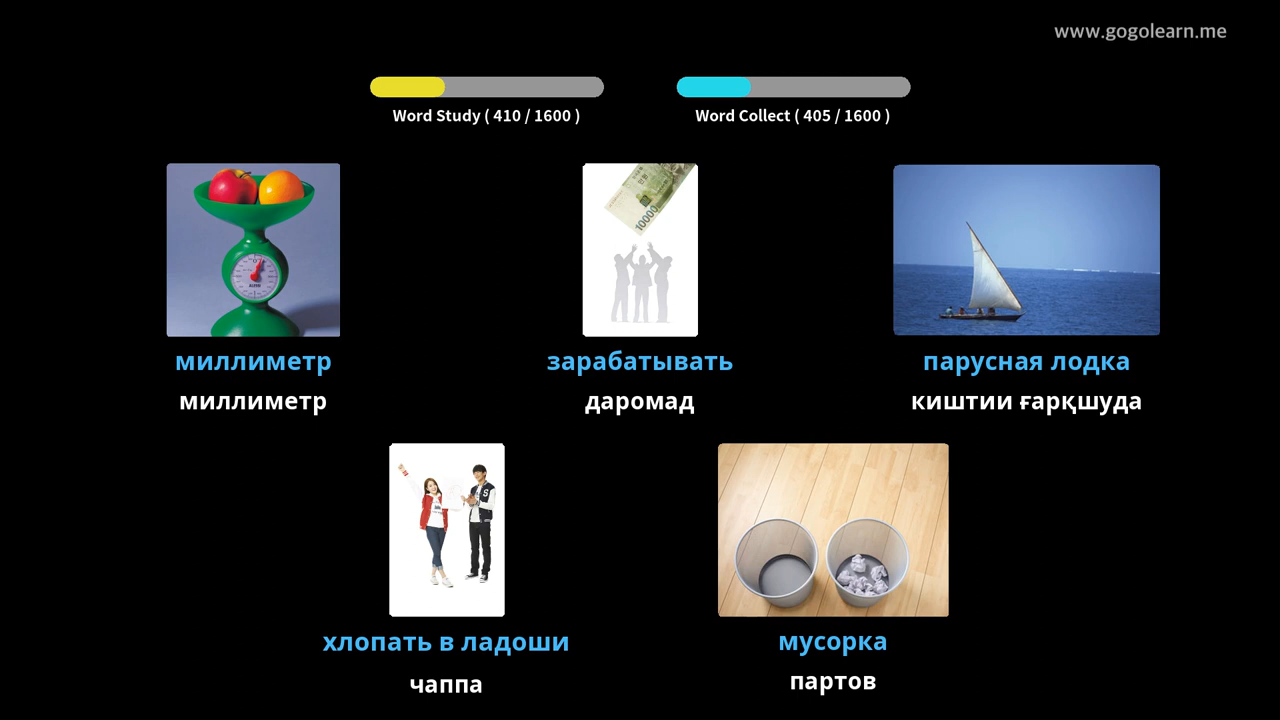 www.gogolearn.me
Word Study ( 410 / 1600 )
Word Collect ( 405 / 1600 )
10000
миллиметр
миллиметр
зарабатывать
даромад
парусная лодка
киштии ғарқшуда
S
хлопать в ладоши
чаппа
мусорка
партов